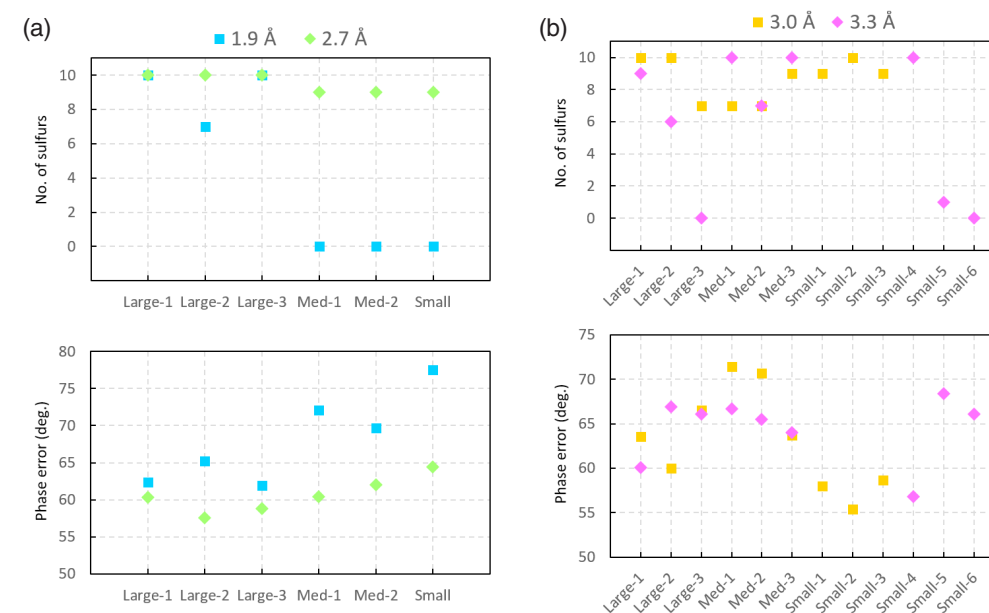 (a)
1.9 Å 2.7 Å
No. of sulfurs
10
8
6
4
2
0
Large-1 Large-2 Large-3 Med-1 Med-2 Small
Phase error (deg.)
80
75
70
65
60
55
50
Large-1 Large-2 Large-3 Med-1 Med-2 Small
(b)
3.0 Å 3.3 Å
No. of sulfurs
10
8
6
4
2
0
Large-1 Large-2 Large-3 Med-1 Med-2 Med-3 Small-1 Small-2 Small-3 Small-4 Small-5 Small-6
Phase error (deg.)
75
70
65
60
55
50
Large-1 Large-2 Large-3 Med-1 Med-2 Med-3 Small-1 Small-2 Small-3 Small-4 Small-5 Small-6